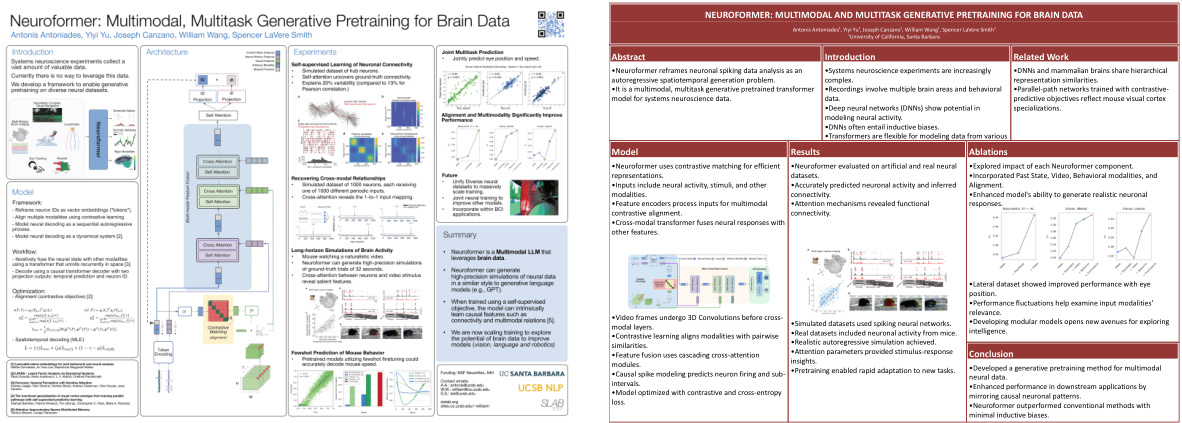 Neuroformer: Multimodal, Multitask Generative Pretraining for Brain Data
Antonis Antoniades, Yiyi Yu, Joseph Canzano, William Wang, Spencer LaVere Smith
Introduction
Systems neuroscience experiments collect a
vast amount of valuable data.
Currently there is no way to leverage this data.
We develop a framework to enable generative
pretraining on diverse neural datasets.
Neuroformer
Model
Framework:
- Reframe neuron IDs as vector embeddings ("tokens").
- Align multiple modalities using contrastive learning.
- Model neural decoding as a sequential autoregressive
process.
- Model neural decoding as a dynamical system [2].
Workflow:
- Iteratively fuse the neural state with other modalities
using a transformer that unrolls recurrently in space [3].
- Decode using a causal transformer decoder with two
projection outputs: temporal prediction and neuron ID.
Optimization:
- Alignment (contrastive objective) [2]
- Spatiotemporal decoding (MLE):
Architecture
Projection
Projection
Self Attention
Cross Attention
Self Attention
Cross Attention
Self Attention
Multimodal Feature Fusion
Contrastive
Matching
Token
Encoding
Experiments
Self-supervised Learning of Neuronal Connectivity
- Simulated dataset of hub neurons.
- Self-attention uncovers ground-truth connectivity.
- Explains 20% variability (compared to 13% for
Pearson correlation.)
Recovering Cross-modal Relationships
- Simulated dataset of 1000 neurons, each receiving
one of 1000 different periodic inputs.
- Cross-attention reveals the 1-to-1 input mapping.
Long-horizon Simulations of Brain Activity
- Mouse watching a naturalistic video.
- Neuroformer can generate high-precision simulations
of ground-truth trials of 32 seconds.
- Cross-attention between neurons and video stimulus
reveal salient features.
Fewshot Prediction of Mouse Behavior
- Pretrained models utilizing fewshot finetuning could
accurately decode mouse speed.
Joint Multitask Prediction
- Jointly predict eye position and speed.
Alignment and Multimodality Significantly Improve
Performance
Future
- Unify Diverse Neural
datasets to massively
scale training.
- Joint neural training to
improve other models.
- Incorporate within BCI
applications.
Summary
Neuroformer is a Multimodal LLM that
leverages brain data.
Neuroformer can generate
high-precision simulations of neural data
in a similar style to generative language
models (e.g., GPT).
When trained using a self-supervised
objective, the model can intrinsically
learn causal features such as
connectivity and multimodal relations [5].
We are now scaling training to explore
the potential of brain data to improve
models (vision, language and robotics)
Funding: NSF NeuroNex, NIH
Contact emails:
UC SANTA BARBARA
UCSB NLP
SLAB
NEUROFORMER: MULTIMODAL AND MULTITASK GENERATIVE PRETRAINING FOR BRAIN DATA
Antonis Antoniades¹, Yiyi Yu¹, Joseph Canzano¹, William Wang¹, Spencer LaVere Smith¹
¹University of California, Santa Barbara
Abstract
•Neuroformer reframes neuronal spiking data analysis as an
autoregressive spatiotemporal generation problem.
•It is a multimodal, multitask generative pretrained transformer
model for systems neuroscience data.
Introduction
•Systems neuroscience experiments are increasingly
complex.
•Recordings involve multiple brain areas and behavioral
data.
•Deep neural networks (DNNs) show potential in
modeling neural activity.
•DNNs often entail inductive biases.
•Transformers are flexible for modeling data from various
Related Work
•DNNs and mammalian brains share hierarchical
representation similarities.
•Parallel-path networks trained with contrastive-
predictive objectives reflect mouse visual cortex
specializations.
Model
•Neuroformer uses contrastive matching for efficient
representations.
•Inputs include neural activity, stimuli, and other
modalities.
•Feature encoders process inputs for multimodal
contrastive alignment.
•Cross-modal transformer fuses neural responses with
other features.
•Video frames undergo 3D Convolutions before cross-
modal layers.
•Contrastive learning aligns modalities with pairwise
similarities.
•Feature fusion uses cascading cross-attention
modules.
•Causal spike modeling predicts neuron firing and sub-
intervals.
•Model optimized with contrastive and cross-entropy
loss.
Results
•Neuroformer evaluated on artificial and real neural
datasets.
•Accurately predicted neuronal activity and inferred
connectivity.
•Attention mechanisms revealed functional
connectivity.
•Simulated datasets used spiking neural networks.
•Real datasets included neuronal activity from mice.
•Realistic autoregressive simulation achieved.
•Attention parameters provided stimulus-response
insights.
•Pretraining enabled rapid adaptation to new tasks.
Ablations
•Explored impact of each Neuroformer component.
•Incorporated Past State, Video, Behavioral modalities, and
Alignment.
•Enhanced model's ability to generate realistic neuronal
responses.
•Lateral dataset showed improved performance with eye
position.
•Performance fluctuations help examine input modalities'
relevance.
•Developing modular models opens new avenues for exploring
intelligence.
Conclusion
•Developed a generative pretraining method for multimodal
neural data.
•Enhanced performance in downstream applications by
mirroring causal neuronal patterns.
•Neuroformer outperformed conventional methods with
minimal inductive biases.